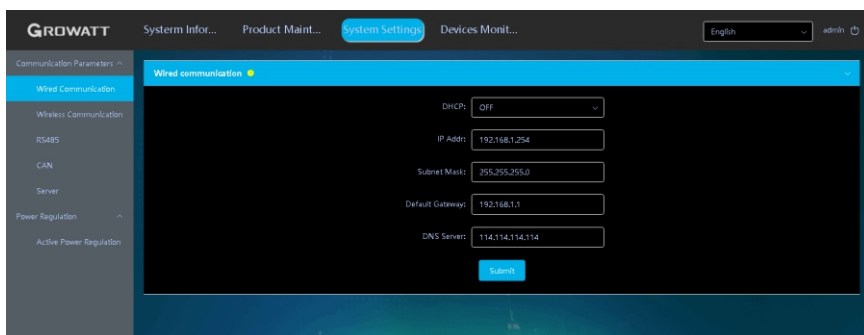 GROWATT
Systerm Infor...
Product Maint...
System Settings
Devices Monit...
English
admin
Communication Parameters
Wired Communication
Wireless Communication
RS485
CAN
Server
Power Regulation
Active Power Regulation
Wired communication
DHCP: OFF
IP Addr: 192.168.1.254
Subnet Mask: 255.255.255.0
Default Gateway: 192.168.1.1
DNS Server: 114.114.114.114
Submit